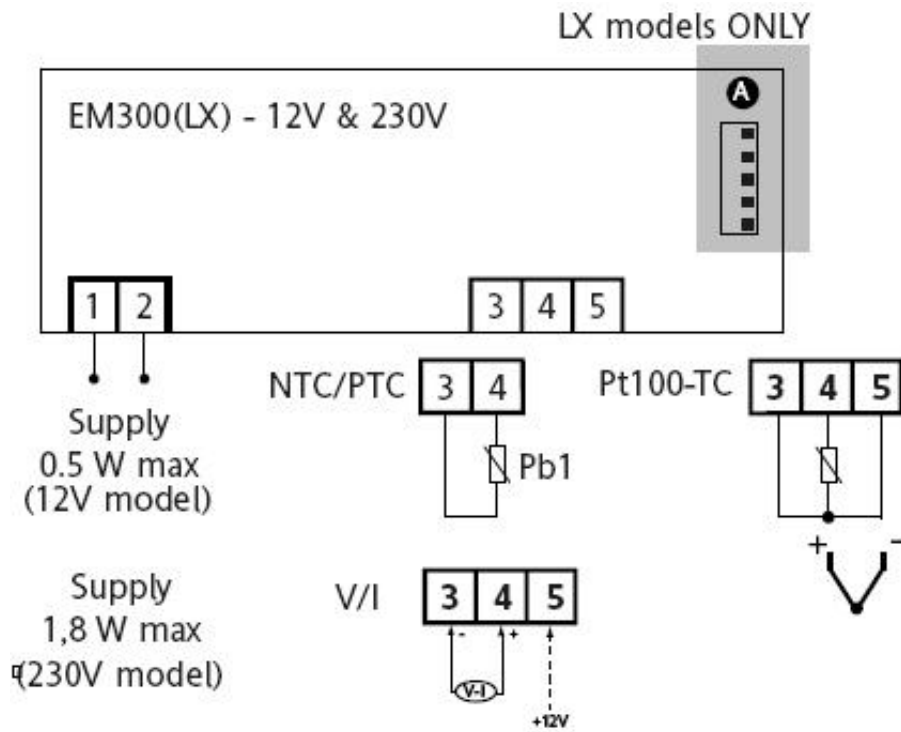 LX models ONLY
A
EM300(LX) - 12V & 230V
1 2
3 4 5
NTC/PTC 3 4
Pt100-TC 3 4 5
Supply
0.5 W max
(12V model)
Pb1
+ -
Supply
1,8 W max
(230V model)
V/I 3 4 5
- +
V-I
+12V